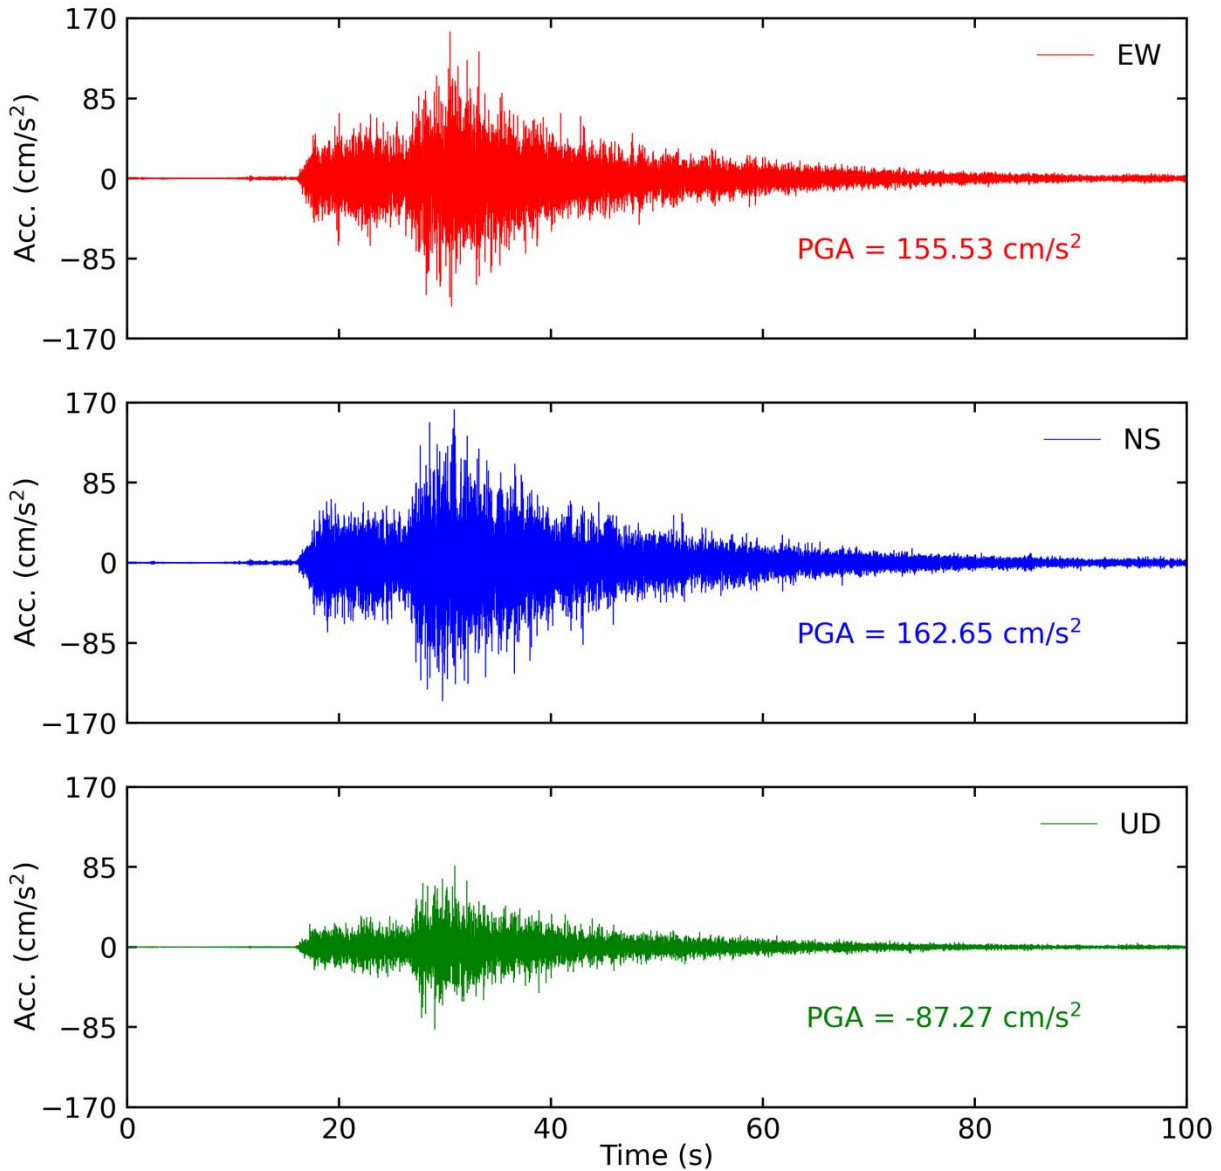 170
EW
85
Acc. (cm/s²)
0
PGA = 155.53 cm/s²
−85
−170
170
NS
85
Acc. (cm/s²)
0
PGA = 162.65 cm/s²
−85
−170
170
UD
85
Acc. (cm/s²)
0
PGA = -87.27 cm/s²
−85
−170
0 20 40 60 80 100
Time (s)